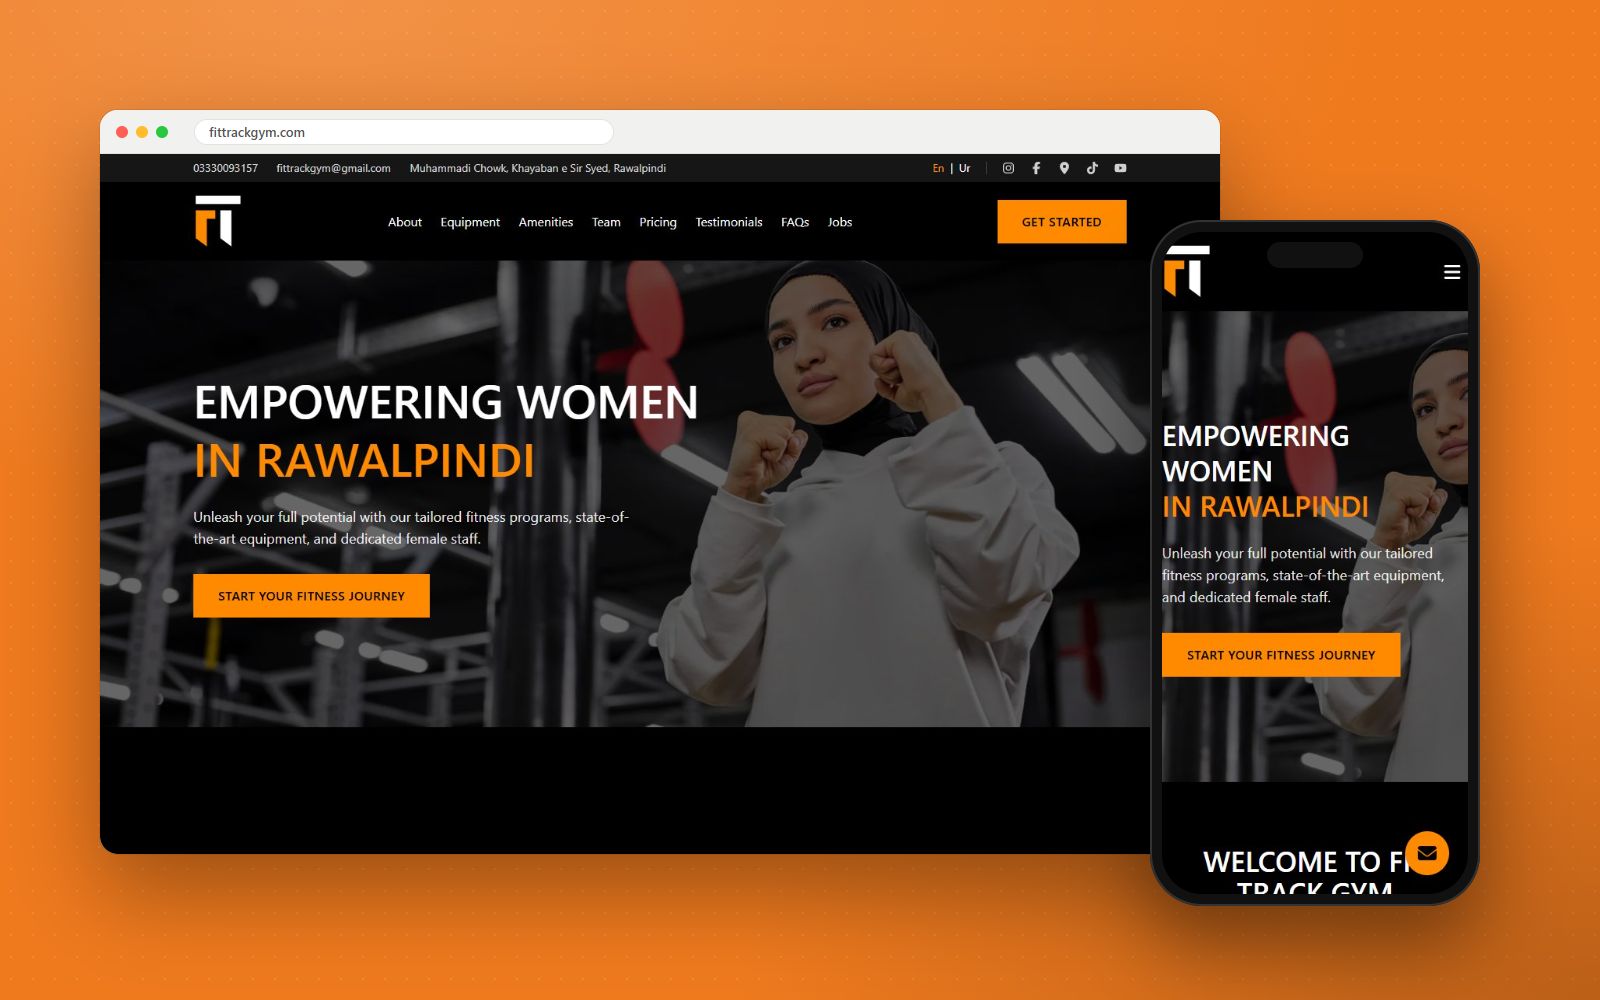 fittrackgym.com
03330093157 fittrackgym@gmail.com Muhammadi Chowk, Khayaban e Sir Syed, Rawalpindi En | Ur
FT
About Equipment Amenities Team Pricing Testimonials FAQs Jobs GET STARTED
EMPOWERING WOMEN
IN RAWALPINDI
Unleash your full potential with our tailored fitness programs, state-of-
the-art equipment, and dedicated female staff.
START YOUR FITNESS JOURNEY
FT
EMPOWERING
WOMEN
IN RAWALPINDI
Unleash your full potential with our tailored
fitness programs, state-of-the-art equipment,
and dedicated female staff.
START YOUR FITNESS JOURNEY
WELCOME TO
TRACK GYM